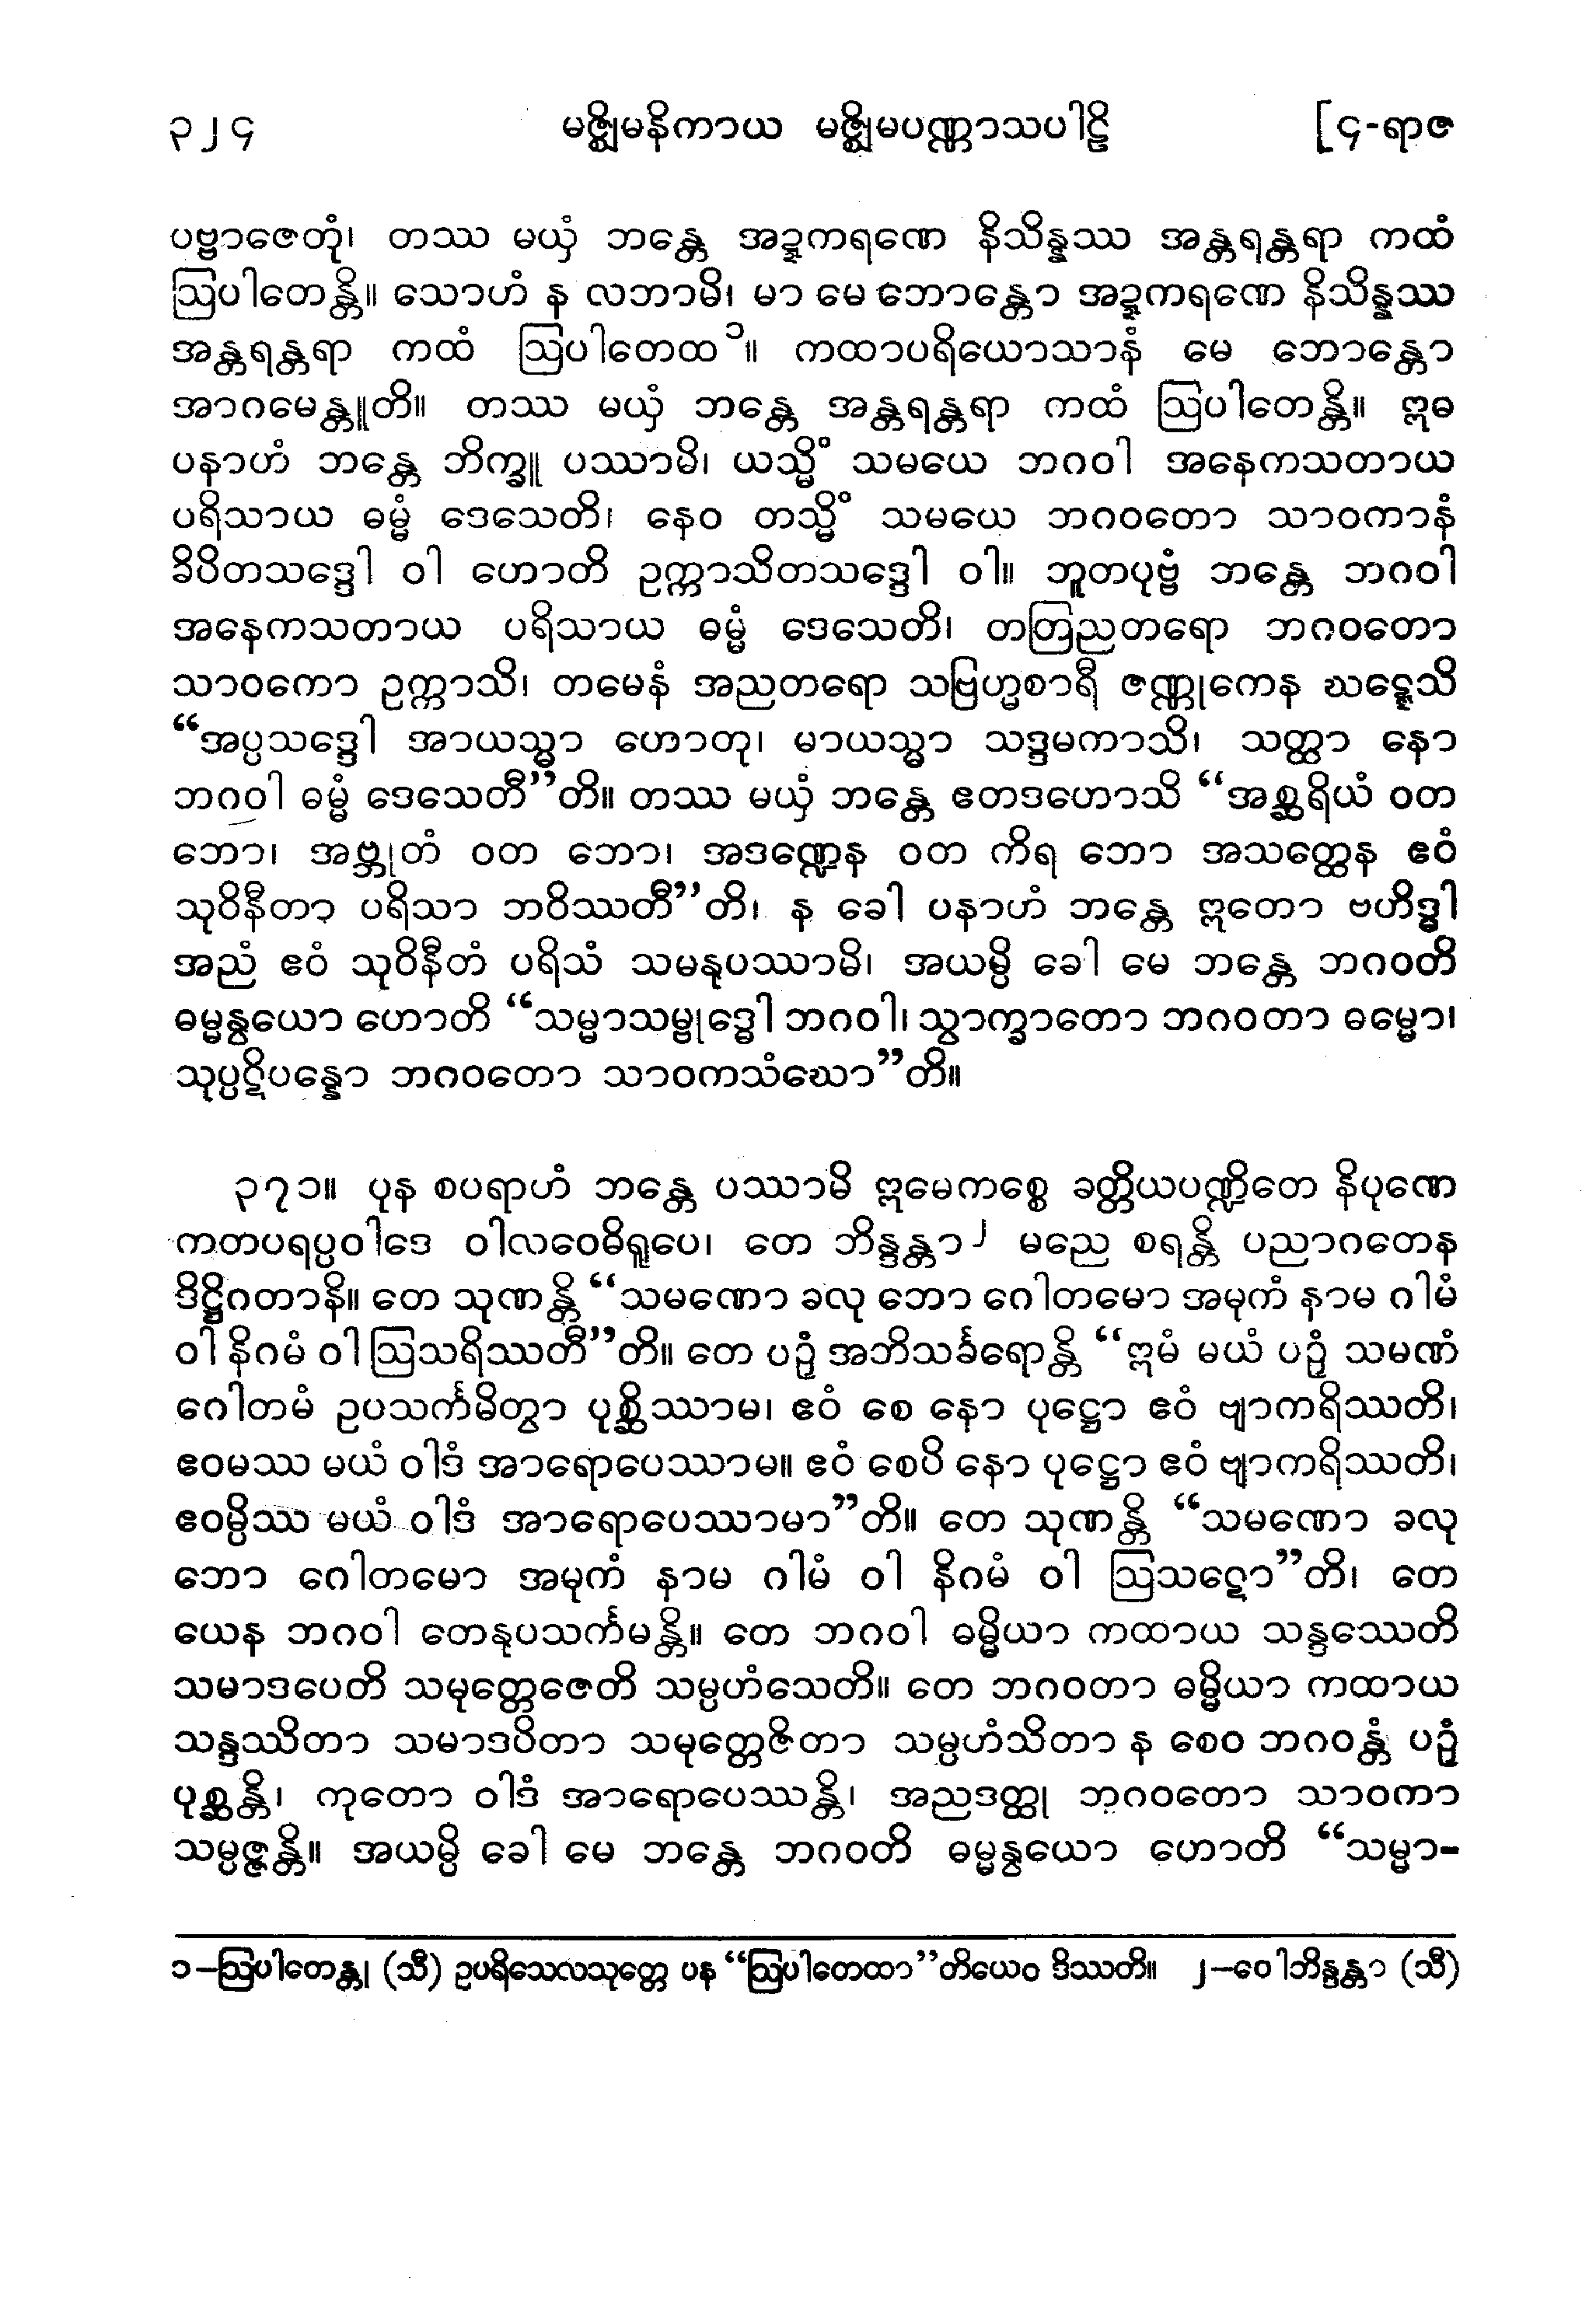 ၃၂၄ မဇ္ဈိမနိကာယ မဇ္ဈိမပဏ္ဏာသပါဠိ [၄-ရာဇ
ပဗ္ဗာဇေတုံ၊ တဿ မယှံ ဘန္တေ အဍ္ဍကရဏေ နိသိန္နဿ အန္တရန္တရာ ကထံ
ဩပါတေန္တိ။ သောဟံ န လဘာမိ၊ မာ မေ ဘောန္တော အဍ္ဍကရဏေ နိသိန္နဿ
အန္တရန္တရာ ကထံ ဩပါတေထ၁။ ကထာပရိယောသာနံ မေ ဘောန္တော
အာဂမေန္တူတိ။ တဿ မယှံ ဘန္တေ အန္တရန္တရာ ကထံ ဩပါတေန္တိ။ ဣဓ
ပနာဟံ ဘန္တေ ဘိက္ခူ ပဿာမိ၊ ယသ္မိံ သမယေ ဘဂဝါ အနေကသတာယ
ပရိသာယ ဓမ္မံ ဒေသေတိ၊ နေဝ တသ္မိံ သမယေ ဘဂဝတော သာဝကာနံ
ခိပိတသဒ္ဒေါ ဝါ ဟောတိ ဥက္ကာသိတသဒ္ဒေါ ဝါ။ ဘူတပုဗ္ဗံ ဘန္တေ ဘဂဝါ
အနေကသတာယ ပရိသာယ ဓမ္မံ ဒေသေတိ၊ တတြညတရော ဘဂဝတော
သာဝကော ဥက္ကာသိ၊ တမေနံ အညတရော သဗြဟ္မစာရီ ဇဏ္ဏုကေန ဃဋ္ဋေသိ
“အပ္ပသဒ္ဒေါ အာယသ္မာ ဟောတု၊ မာယသ္မာ သဒ္ဒမကာသိ၊ သတ္ထာ နော
ဘဂဝါ ဓမ္မံ ဒေသေတီ”တိ။ တဿ မယှံ ဘန္တေ ဧတဒဟောသိ “အစ္ဆရိယံ ဝတ
ဘော၊ အဗ္ဘုတံ ဝတ ဘော၊ အဒဏ္ဍေန ဝတ ကိရ ဘော အသတ္ထေန ဧဝံ
သုဝိနီတာ ပရိသာ ဘဝိဿတီ”တိ၊ န ခေါ ပနာဟံ ဘန္တေ ဣတော ဗဟိဒ္ဓါ
အညံ ဧဝံ သုဝိနီတံ ပရိသံ သမနုပဿာမိ၊ အယမ္ပိ ခေါ မေ ဘန္တေ ဘဂဝတိ
ဓမ္မန္ဝယော ဟောတိ “သမ္မာသမ္ဗုဒ္ဓေါ ဘဂဝါ၊ သွာက္ခာတော ဘဂဝတာ ဓမ္မော၊
သုပ္ပဋိပန္နော ဘဂဝတော သာဝကသံဃော”တိ။
၃၇၁။ ပုန စပရာဟံ ဘန္တေ ပဿာမိ ဣမေကစ္စေ ခတ္တိယပဏ္ဍိတေ နိပုဏေ
ကတပရပ္ပဝါဒေ ဝါလဝေဓိရူပေ၊ တေ ဘိန္ဒန္တာ၂ မညေ စရန္တိ ပညာဂတေန
ဒိဋ္ဌိဂတာနိ။ တေ သုဏန္တိ “သမဏော ခလု ဘော ဂေါတမော အမုကံ နာမ ဂါမံ
ဝါ နိဂမံ ဝါ ဩသရိဿတီ”တိ။ တေ ပဉှံ အဘိသင်္ခရောန္တိ “ဣမံ မယံ ပဉှံ သမဏံ
ဂေါတမံ ဥပသင်္ကမိတွာ ပုစ္ဆိဿာမ၊ ဧဝံ စေ နော ပုဋ္ဌော ဧဝံ ဗျာကရိဿတိ၊
ဧဝမဿ မယံ ဝါဒံ အာရောပေဿာမ။ ဧဝံ စေပိ နော ပုဋ္ဌော ဧဝံ ဗျာကရိဿတိ၊
ဧဝမ္ပိဿ မယံ ဝါဒံ အာရောပေဿာမာ”တိ။ တေ သုဏန္တိ “သမဏော ခလု
ဘော ဂေါတမော အမုကံ နာမ ဂါမံ ဝါ နိဂမံ ဝါ ဩသဋော”တိ၊ တေ
ယေန ဘဂဝါ တေနုပသင်္ကမန္တိ။ တေ ဘဂဝါ ဓမ္မိယာ ကထာယ သန္ဒဿေတိ
သမာဒပေတိ သမုတ္တေဇေတိ သမ္ပဟံသေတိ။ တေ ဘဂဝတာ ဓမ္မိယာ ကထာယ
သန္ဒဿိတာ သမာဒပိတာ သမုတ္တေဇိတာ သမ္ပဟံသိတာ န စေဝ ဘဂဝန္တံ ပဉှံ
ပုစ္ဆန္တိ၊ ကုတော ဝါဒံ အာရောပေဿန္တိ၊ အညဒတ္ထု ဘဂဝတော သာဝကာ
သမ္ပဇ္ဇန္တိ။ အယမ္ပိ ခေါ မေ ဘန္တေ ဘဂဝတိ ဓမ္မန္ဝယော ဟောတိ “သမ္မာ-
၁-ဩပါတေန္တု (သီ) ဥပရိသေလသုတ္တေ ပန “ဩပါတေထာ”တိယေဝ ဒိဿတိ။ ၂-ဝေါဘိန္ဒန္တာ (သီ)